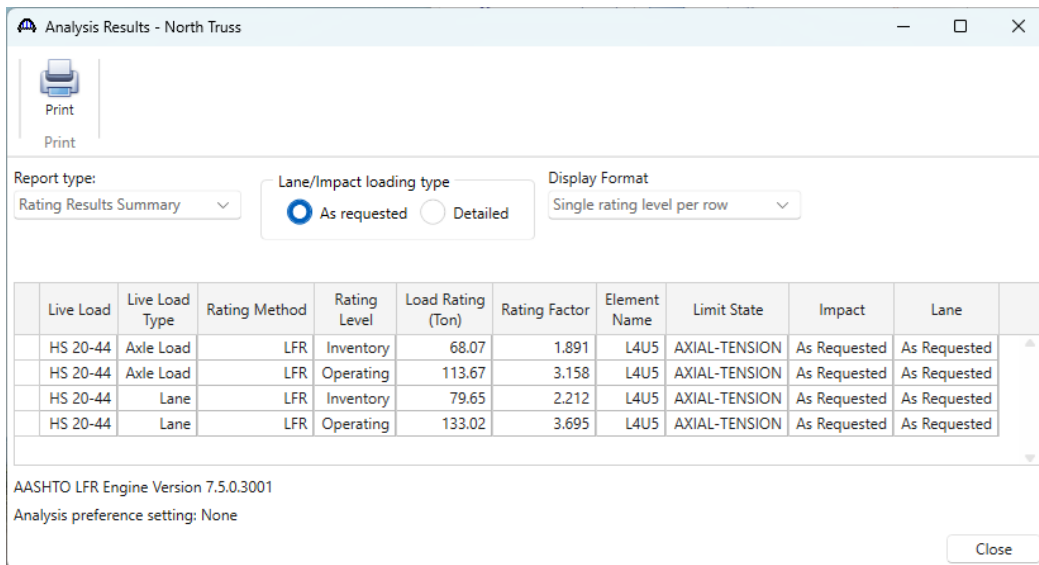 Analysis Results - North Truss
Print
Print
Report type:
Rating Results Summary
Lane/Impact loading type
As requested
Detailed
Display Format
Single rating level per row
Live Load Live Load Type Rating Method Rating Level Load Rating (Ton) Rating Factor Element Name Limit State Impact Lane
HS 20-44 Axle Load LFR Inventory 68.07 1.891 L4U5 AXIAL-TENSION As Requested As Requested
HS 20-44 Axle Load LFR Operating 113.67 3.158 L4U5 AXIAL-TENSION As Requested As Requested
HS 20-44 Lane LFR Inventory 79.65 2.212 L4U5 AXIAL-TENSION As Requested As Requested
HS 20-44 Lane LFR Operating 133.02 3.695 L4U5 AXIAL-TENSION As Requested As Requested
AASHTO LFR Engine Version 7.5.0.3001
Analysis preference setting: None
Close